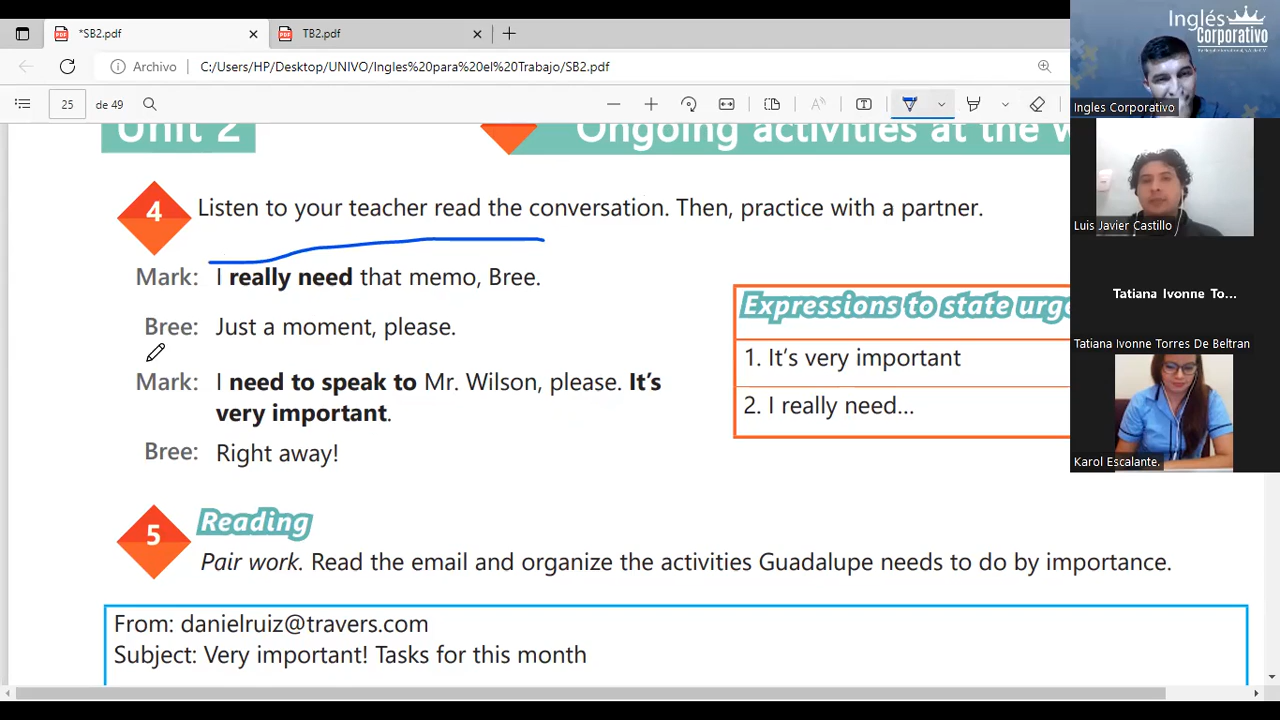 *SB2.pdf
TB2.pdf
Archivo
C:/Users/HP/Desktop/UNIVO/Ingles%20para%20el%20Trabajo/SB2.pdf
25
de 49
Inglés
Corporativo
Ingles Corporativo
Luis Javier Castillo
Tatiana Ivonne To...
Tatiana Ivonne Torres De Beltran
Karol Escalante.
Unit 2
Ongoing activities at the w
4
Listen to your teacher read the conversation. Then, practice with a partner.
Mark: I really need that memo, Bree.
Bree: Just a moment, please.
Mark: I need to speak to Mr. Wilson, please. It's
very important.
Bree: Right away!
Expressions to state urge
1. It's very important
2. I really need...
5
Reading
Pair work. Read the email and organize the activities Guadalupe needs to do by importance.
From: danielruiz@travers.com
Subject: Very important! Tasks for this month